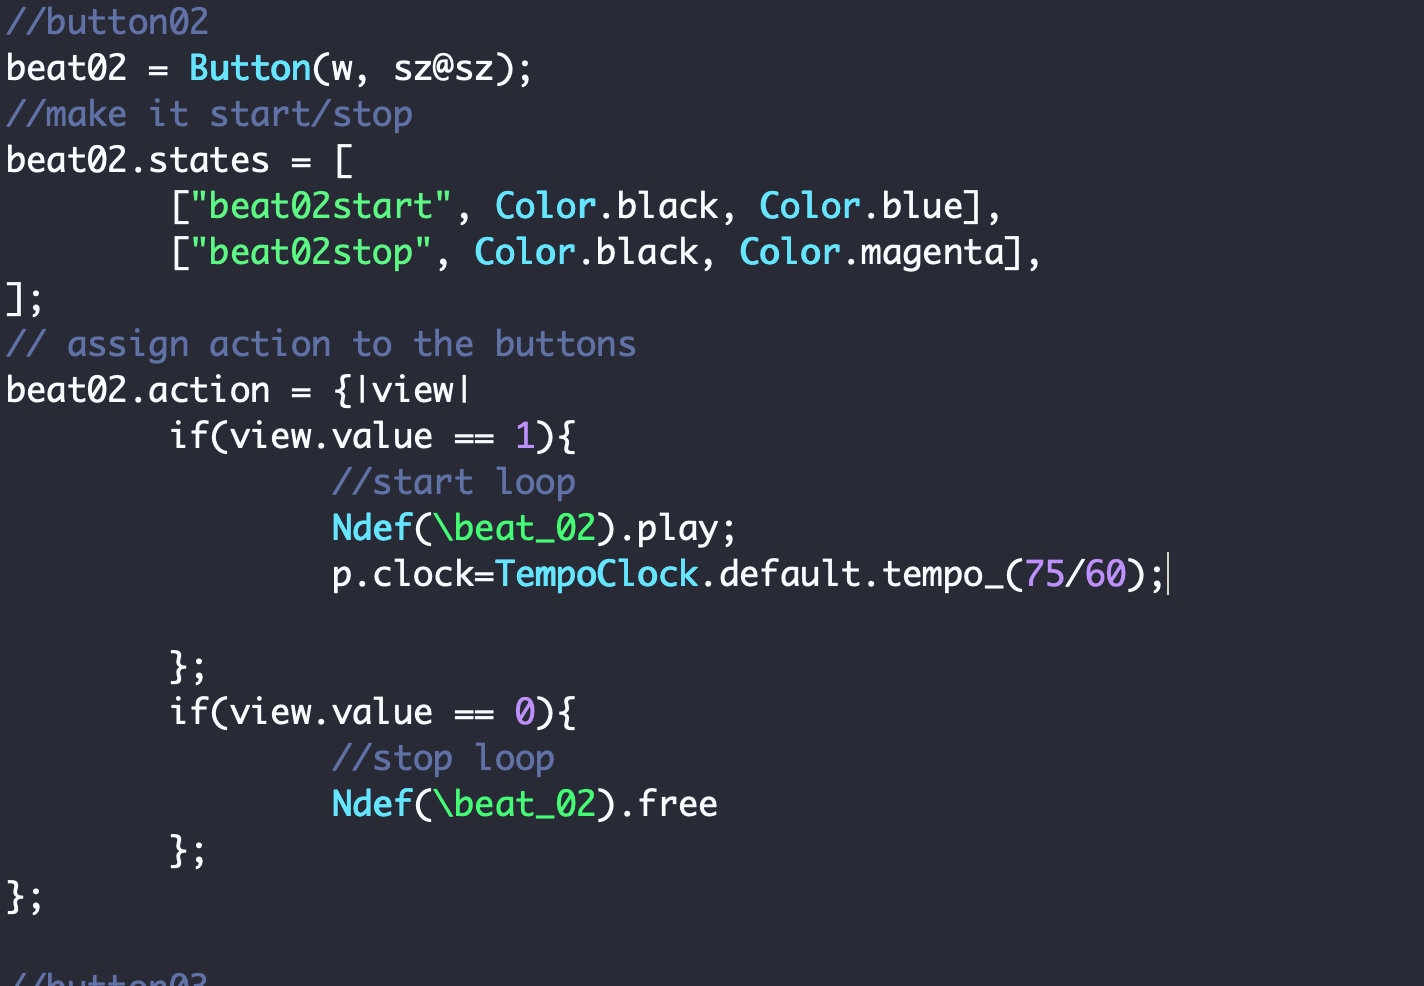 //button02
beat02 = Button(w, sz@sz);
//make it start/stop
beat02.states = [
["beat02start", Color.black, Color.blue],
["beat02stop", Color.black, Color.magenta],
];
// assign action to the buttons
beat02.action = {|view|
if(view.value == 1){
//start loop
Ndef(\beat_02).play;
p.clock=TempoClock.default.tempo_(75/60);
};
if(view.value == 0){
//stop loop
Ndef(\beat_02).free
};
};
//button03